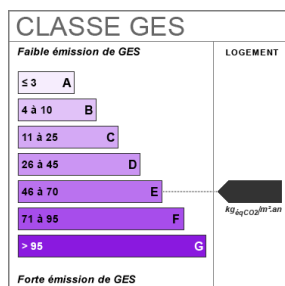 CLASSE GES
Faible émission de GES
LOGEMENT
≤ 3 A
4 à 10 B
11 à 25 C
26 à 45 D
46 à 70 E
kgéqCO2/m².an
71 à 95 F
> 95 G
Forte émission de GES